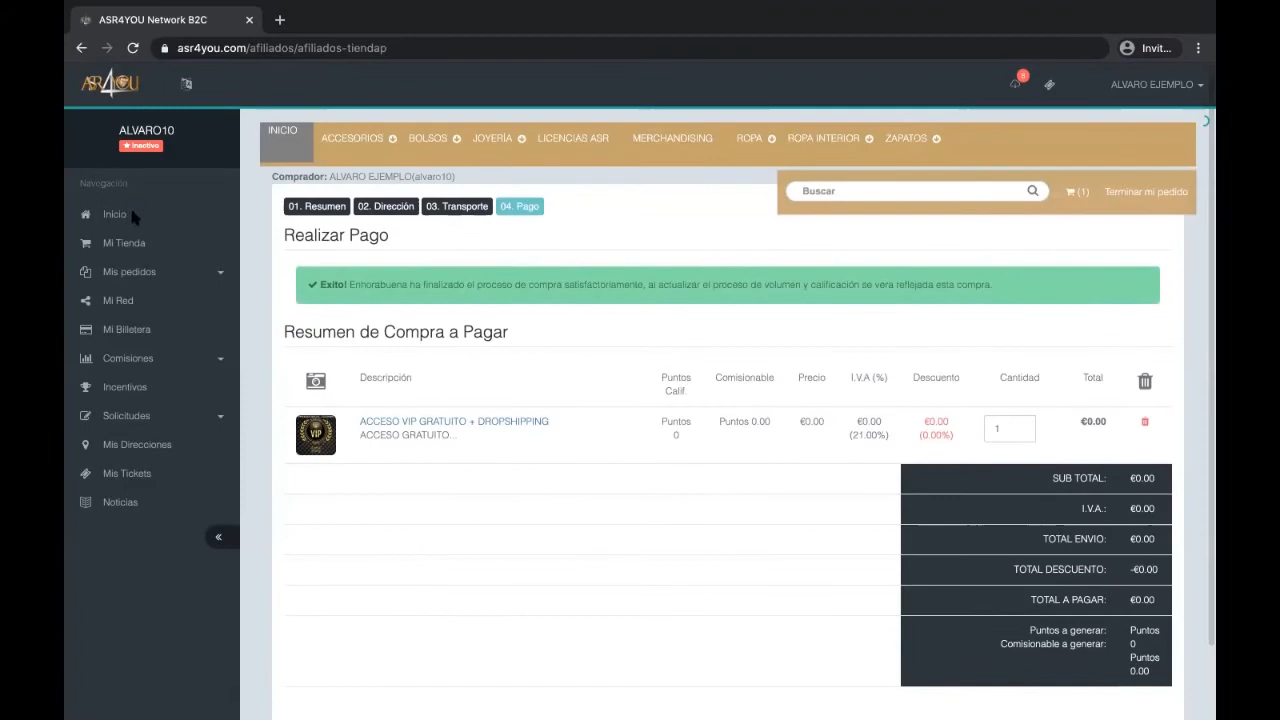 ASR4YOU Network B2C
asr4you.com/afiliados/afiliados-tiendap
Invit...
ASR4YOU
8
ALVARO EJEMPLO
ALVARO10
Inactivo
Navegación
Inicio
Mi Tienda
Mis pedidos
Mi Red
Mi Billetera
Comisiones
Incentivos
Solicitudes
Mis Direcciones
Mis Tickets
Noticias
INICIO ACCESORIOS BOLSOS JOYERÍA LICENCIAS ASR MERCHANDISING ROPA ROPA INTERIOR ZAPATOS
Comprador: ALVARO EJEMPLO(alvaro10)
Buscar (1) Terminar mi pedido
01. Resumen 02. Dirección 03. Transporte 04. Pago
Realizar Pago
Exito! Enhorabuena ha finalizado el proceso de compra satisfactoriamente, al actualizar el proceso de volumen y calificación se vera reflejada esta compra.
Resumen de Compra a Pagar
Descripción Puntos Comisionable Precio I.V.A (%) Descuento Cantidad Total
Calif.
ACCESO VIP GRATUITO + DROPSHIPPING Puntos Puntos 0.00 €0.00 €0.00 €0.00 1 €0.00
ACCESO GRATUITO... 0 (21.00%) (0.00%)
VIP
SUB TOTAL: €0.00
I.V.A.: €0.00
TOTAL ENVIO: €0.00
TOTAL DESCUENTO: -€0.00
TOTAL A PAGAR: €0.00
Puntos a generar: Puntos
Comisionable a generar: 0
Puntos
0.00